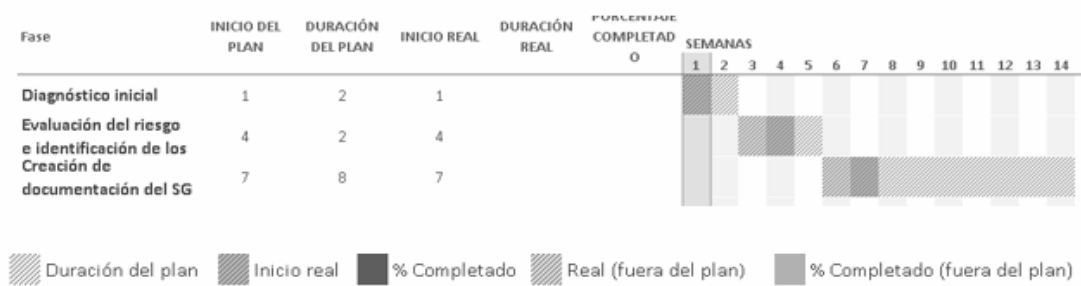 Fase INICIO DEL PLAN DURACIÓN DEL PLAN INICIO REAL DURACIÓN REAL PORCENTAJE COMPLETADO SEMANAS
1 2 3 4 5 6 7 8 9 10 11 12 13 14
Diagnóstico inicial 1 2 1
Evaluación del riesgo
e identificación de los 4 2 4
Creación de
documentación del SG 7 8 7
Duración del plan Inicio real % Completado Real (fuera del plan) % Completado (fuera del plan)